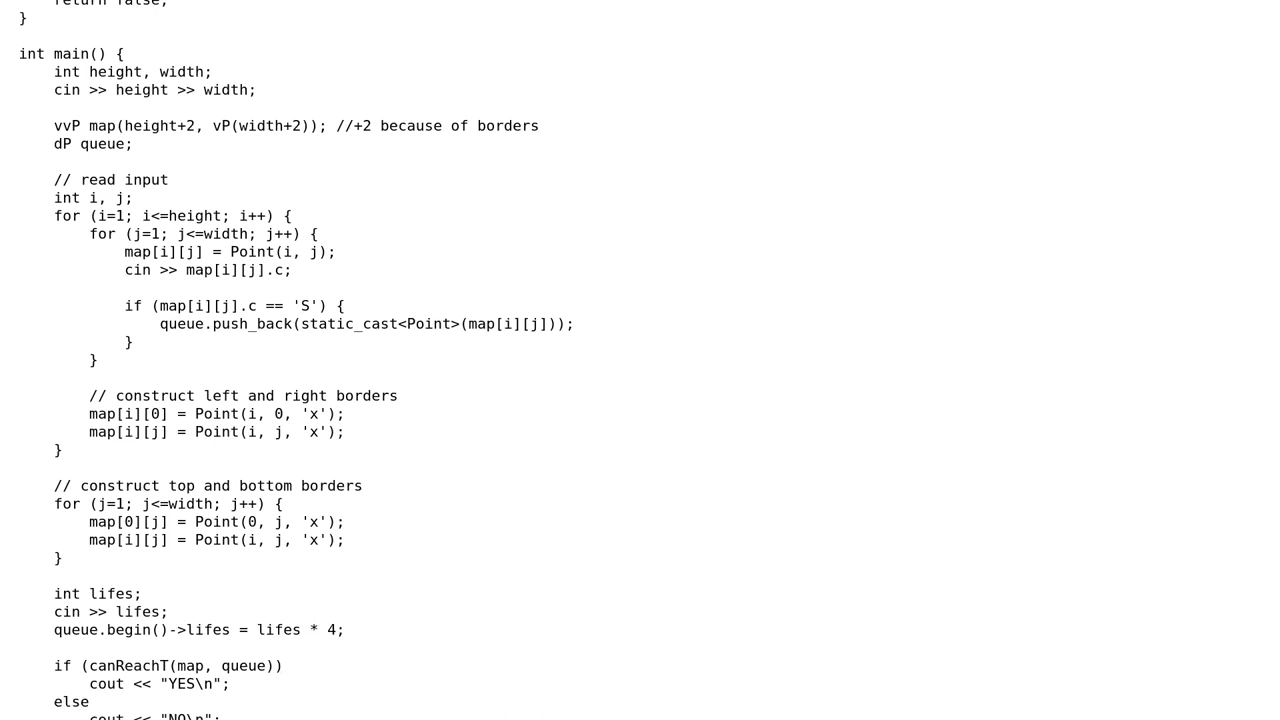 return false;
}

int main() {
    int height, width;
    cin >> height >> width;

    vvP map(height+2, vP(width+2)); //+2 because of borders
    dP queue;

    // read input
    int i, j;
    for (i=1; i<=height; i++) {
        for (j=1; j<=width; j++) {
            map[i][j] = Point(i, j);
            cin >> map[i][j].c;

            if (map[i][j].c == 'S') {
                queue.push_back(static_cast<Point>(map[i][j]));
            }
        }

        // construct left and right borders
        map[i][0] = Point(i, 0, 'x');
        map[i][j] = Point(i, j, 'x');
    }

    // construct top and bottom borders
    for (j=1; j<=width; j++) {
        map[0][j] = Point(0, j, 'x');
        map[i][j] = Point(i, j, 'x');
    }

    int lifes;
    cin >> lifes;
    queue.begin()->lifes = lifes * 4;

    if (canReachT(map, queue))
        cout << "YES\n";
    else
        cout << "NO\n";